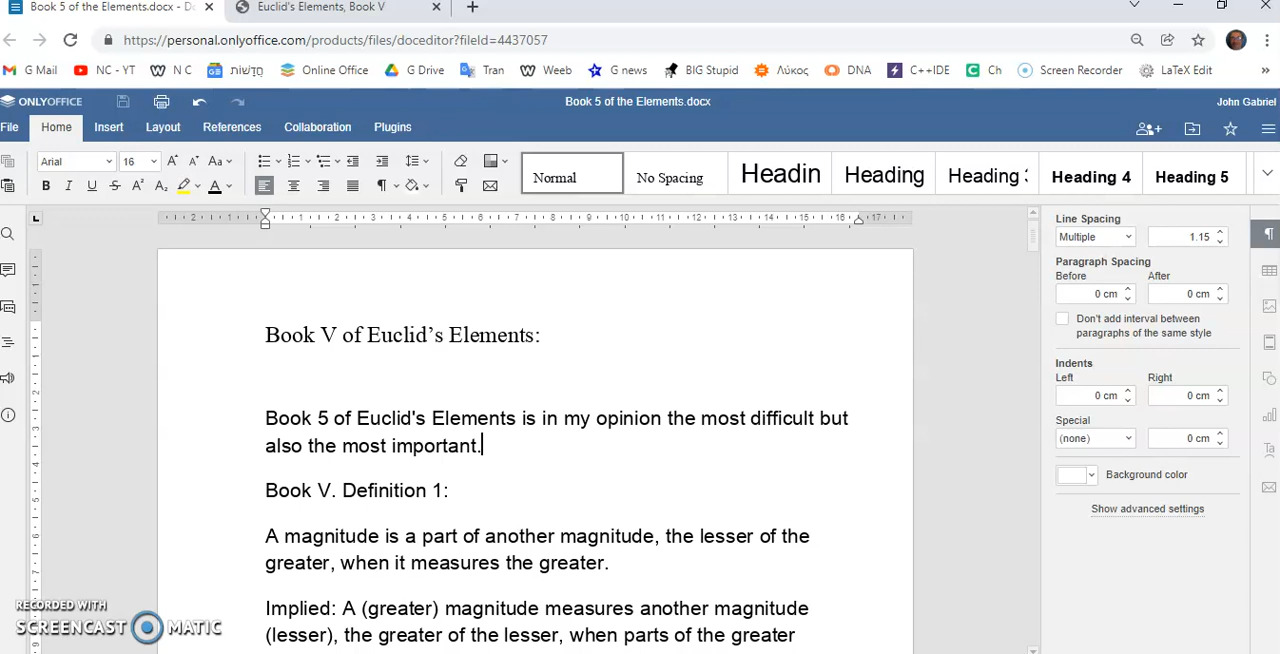 Book 5 of the Elements.docx - D
Euclid's Elements, Book V
https://personal.onlyoffice.com/products/files/doceditor?fileId=4437057
G Mail NC - YT N C חֲדָשׁוֹת Online Office G Drive Tran Weeb G news BIG Stupid Λύκος DNA C++IDE Ch Screen Recorder LaTeX Edit
ONLYOFFICE Book 5 of the Elements.docx John Gabriel
File Home Insert Layout References Collaboration Plugins
Arial 16 Normal No Spacing Headin Heading Heading 3 Heading 4 Heading 5
Line Spacing
Multiple 1.15
Paragraph Spacing
Before After
0 cm 0 cm
Don't add interval between
paragraphs of the same style
Indents
Left Right
0 cm 0 cm
Special
(none) 0 cm
Background color
Show advanced settings
Book V of Euclid's Elements:
Book 5 of Euclid's Elements is in my opinion the most difficult but
also the most important.
Book V. Definition 1:
A magnitude is a part of another magnitude, the lesser of the
greater, when it measures the greater.
Implied: A (greater) magnitude measures another magnitude
(lesser), the greater of the lesser, when parts of the greater
RECORDED WITH
SCREENCAST MATIC